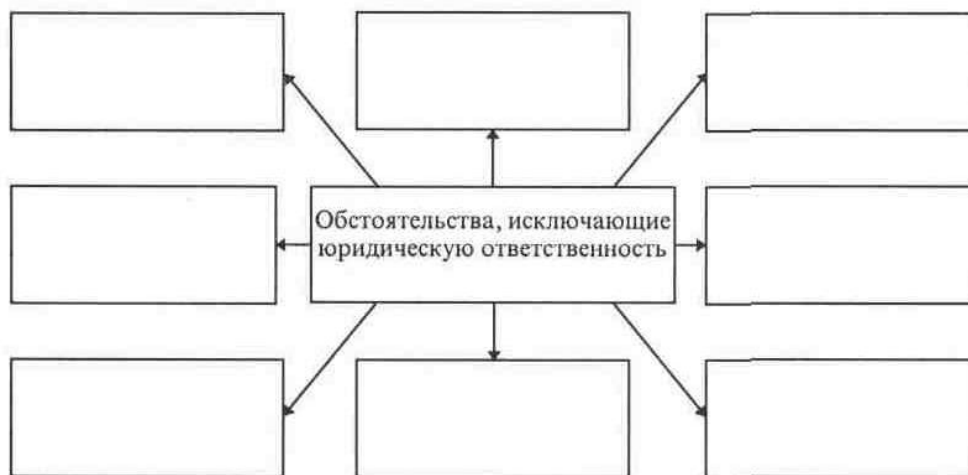 Обстоятельства, исключающие
юридическую ответственность